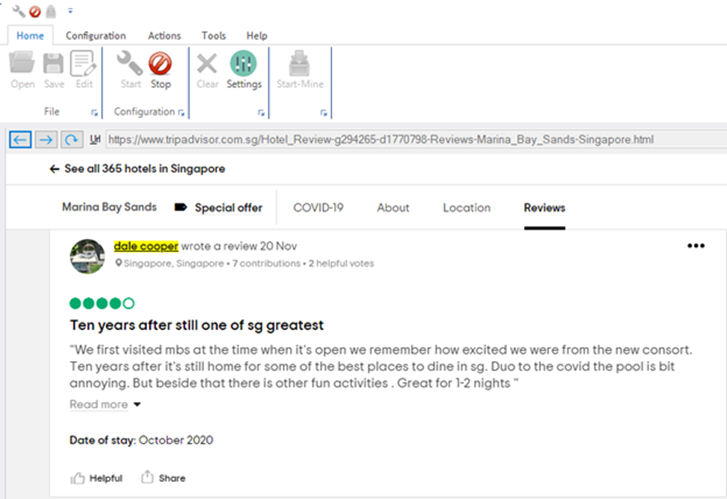 Home Configuration Actions Tools Help
Open Save Edit Start Stop Clear Settings Start-Mine
File Configuration
Url https://www.tripadvisor.com.sg/Hotel_Review-g294265-d1770798-Reviews-Marina_Bay_Sands-Singapore.html
← See all 365 hotels in Singapore
Marina Bay Sands Special offer COVID-19 About Location Reviews
dale cooper wrote a review 20 Nov
Singapore, Singapore • 7 contributions • 2 helpful votes
Ten years after still one of sg greatest
"We first visited mbs at the time when it's open we remember how excited we were from the new consort.
Ten years after it's still home for some of the best places to dine in sg. Duo to the covid the pool is bit
annoying. But beside that there is other fun activities . Great for 1-2 nights "
Read more
Date of stay: October 2020
Helpful Share